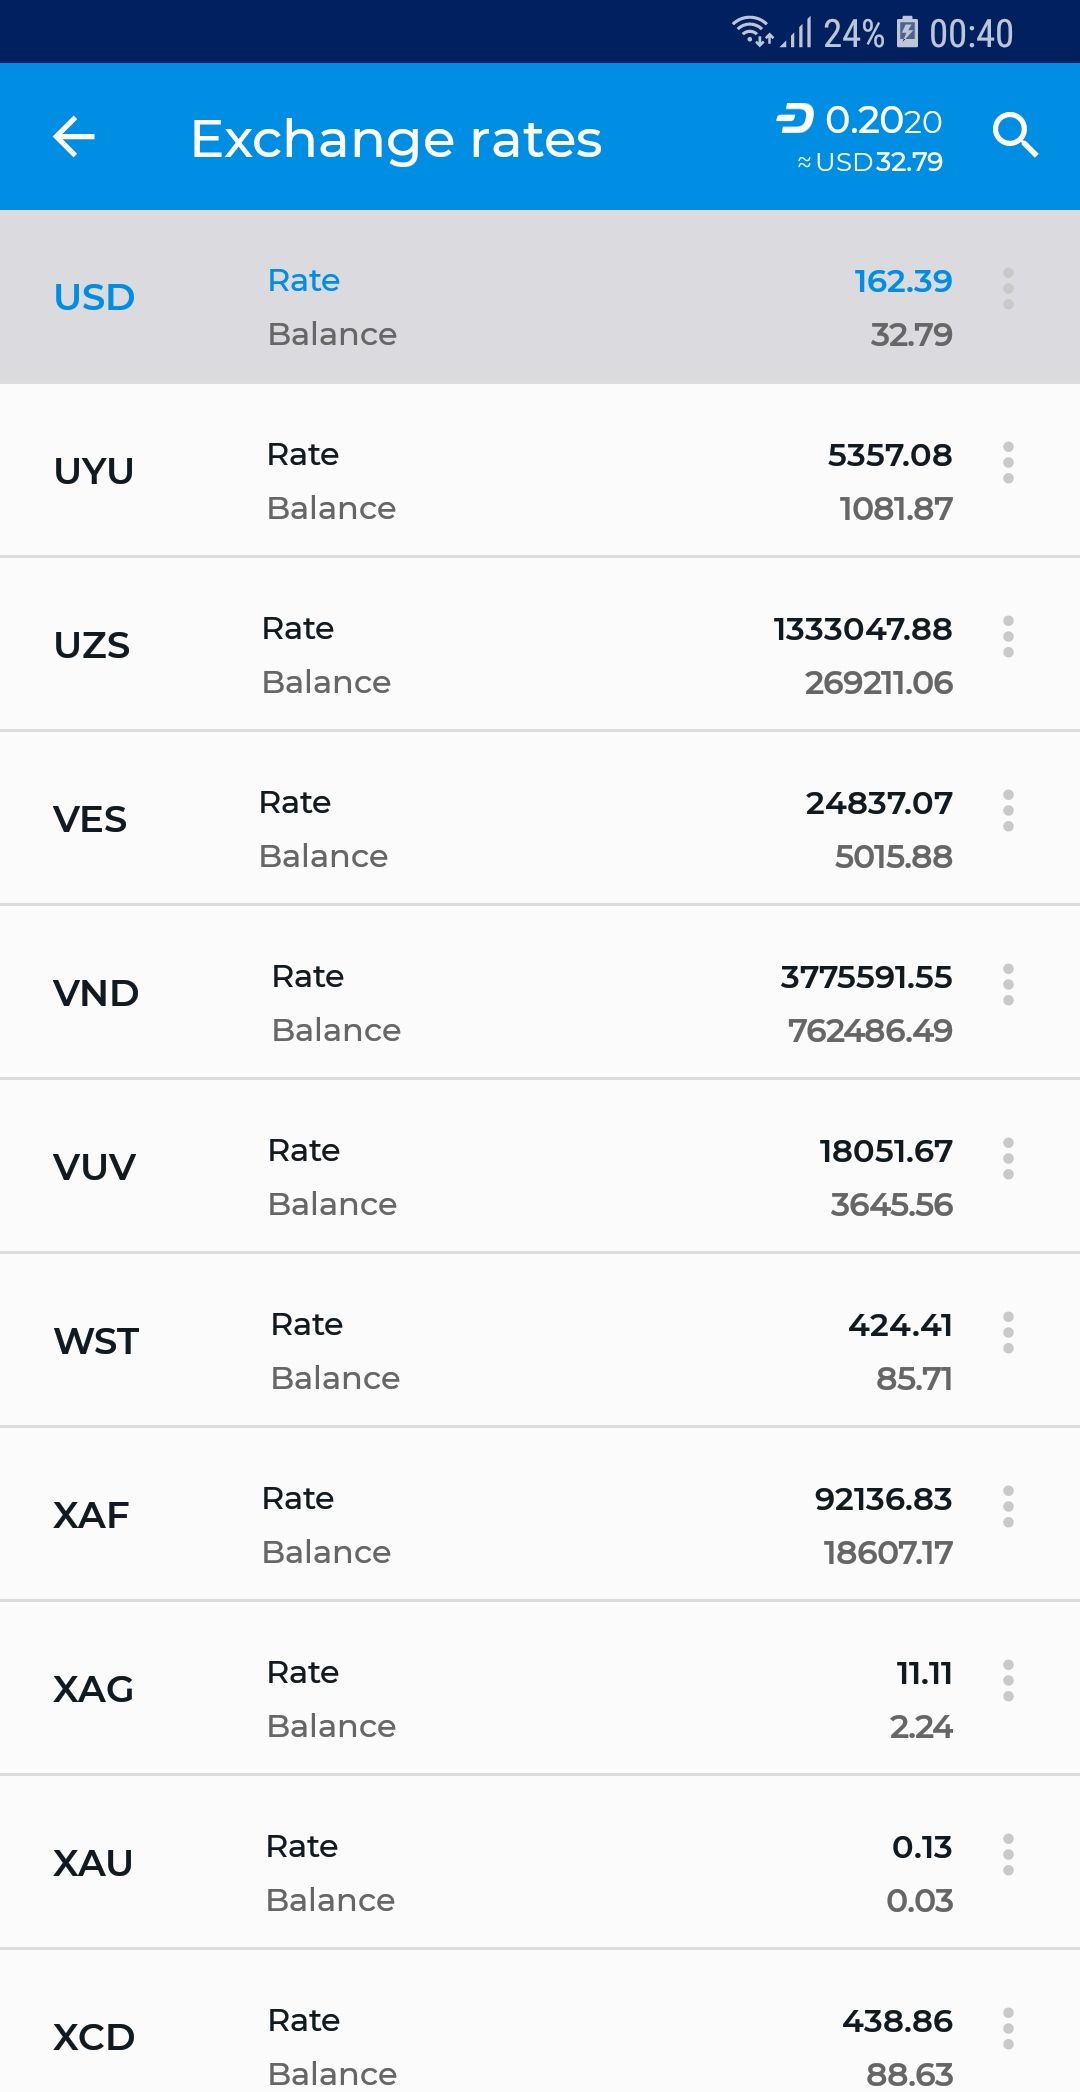 24% 00:40
Exchange rates
0.2020
≈USD32.79
USD Rate 162.39
Balance 32.79
UYU Rate 5357.08
Balance 1081.87
UZS Rate 1333047.88
Balance 269211.06
VES Rate 24837.07
Balance 5015.88
VND Rate 3775591.55
Balance 762486.49
VUV Rate 18051.67
Balance 3645.56
WST Rate 424.41
Balance 85.71
XAF Rate 92136.83
Balance 18607.17
XAG Rate 11.11
Balance 2.24
XAU Rate 0.13
Balance 0.03
XCD Rate 438.86
Balance 88.63